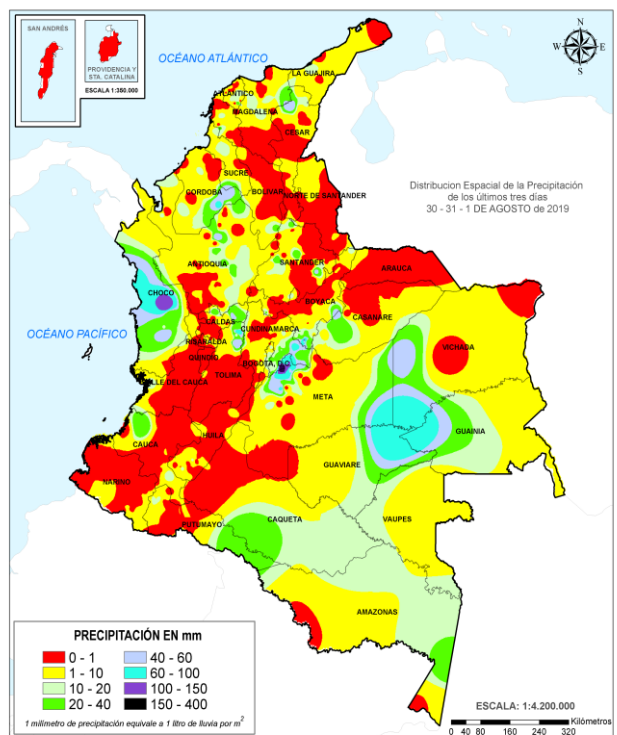 SAN ANDRÉS
PROVIDENCIA Y
STA. CATALINA
ESCALA 1:350.000
OCÉANO ATLÁNTICO
N
W E
S
LA GUAJIRA
ATLÁNTICO
MAGDALENA
CESAR
SUCRE
CORDOBA
BOLIVAR
NORTE DE SANTANDER
Distribucion Espacial de la Precipitación
de los últimos tres días
30 - 31 - 1 DE AGOSTO de 2019
ANTIOQUIA
SANTANDER
ARAUCA
CHOCO
BOYACA
CASANARE
OCÉANO PACÍFICO
CALDAS
CUNDINAMARCA
RISARALDA
VICHADA
QUINDIO
BOGOTA, D.C.
TOLIMA
VALLE DEL CAUCA
META
GUAINIA
CAUCA
HUILA
GUAVIARE
NARIÑO
PUTUMAYO
CAQUETA
VAUPES
AMAZONAS
PRECIPITACIÓN EN mm
0 - 1 40 - 60
1 - 10 60 - 100
10 - 20 100 - 150
20 - 40 150 - 400
1 milimetro de precipitación equivale a 1 litro de lluvia por m²
ESCALA: 1:4.200.000
Kilómetros
0 40 80 160 240 320